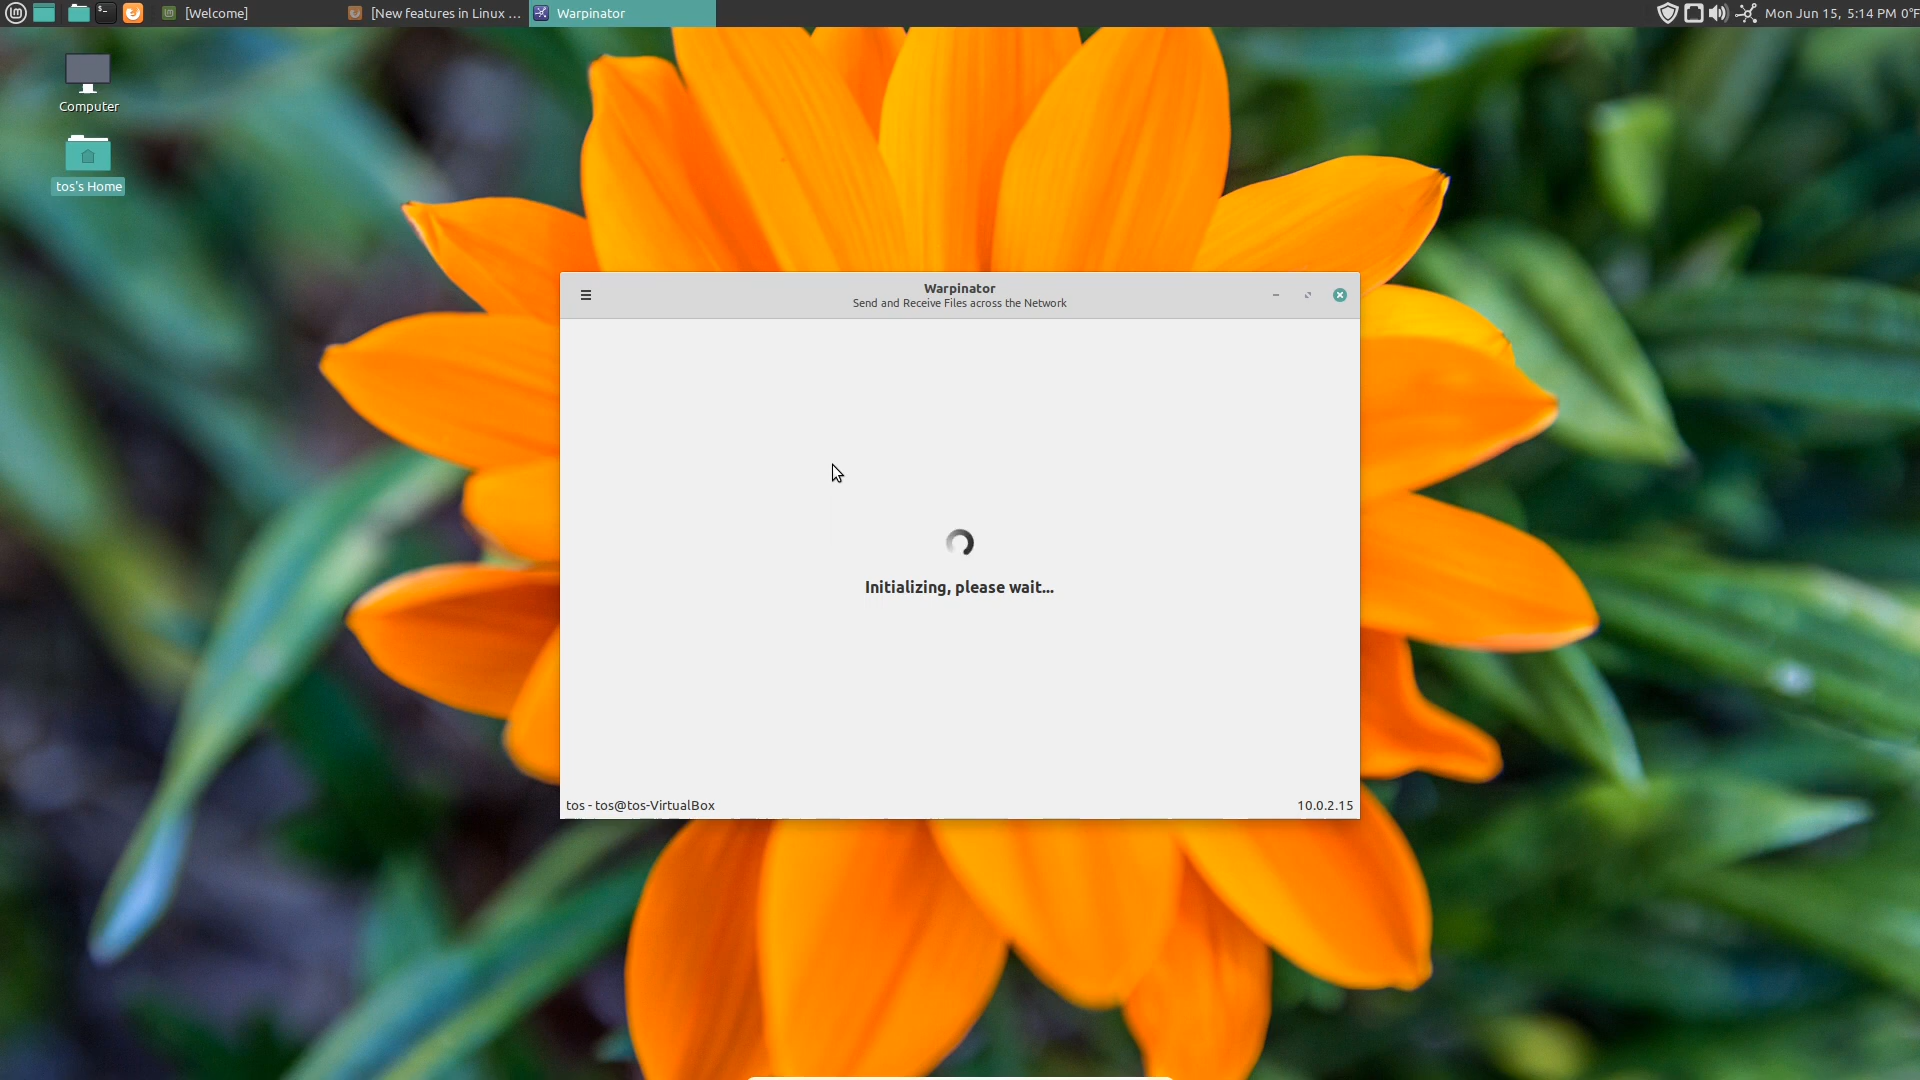 [Welcome]
[New features in Linux ...
Warpinator
Mon Jun 15, 5:14 PM 0°F
Computer
tos's Home
Warpinator
Send and Receive Files across the Network
Initializing, please wait...
tos - tos@tos-VirtualBox
10.0.2.15